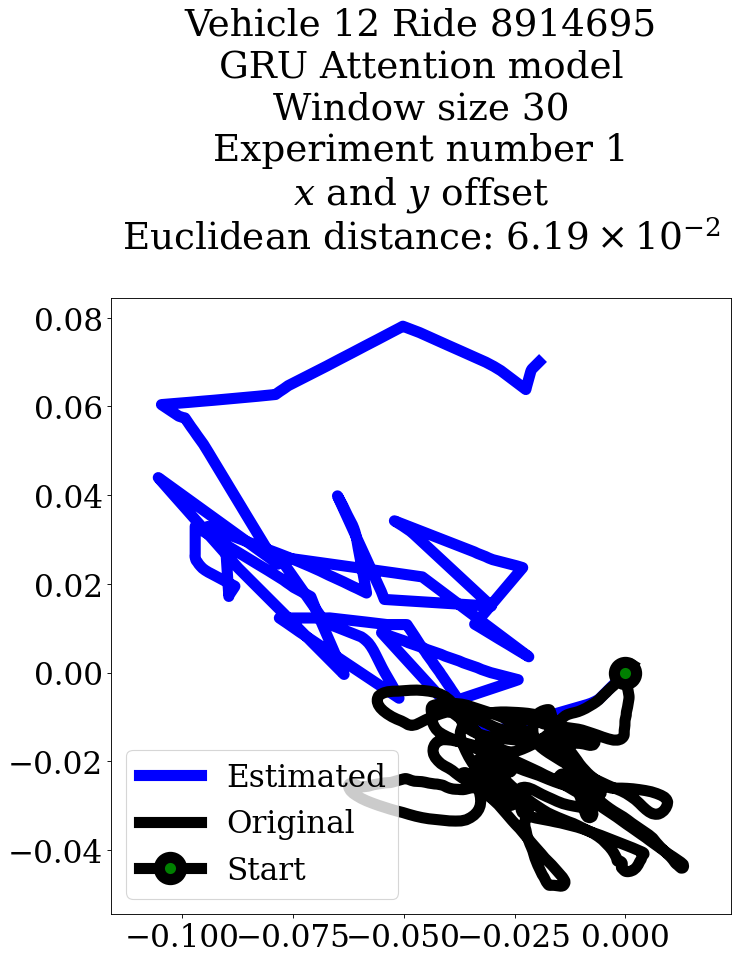 Vehicle 12 Ride 8914695
GRU Attention model
Window size 30
Experiment number 1
x and y offset
Euclidean distance: 6.19 × 10⁻²
0.08
0.06
0.04
0.02
0.00
−0.02
−0.04
Estimated
Original
Start
−0.100 −0.075 −0.050 −0.025 0.000